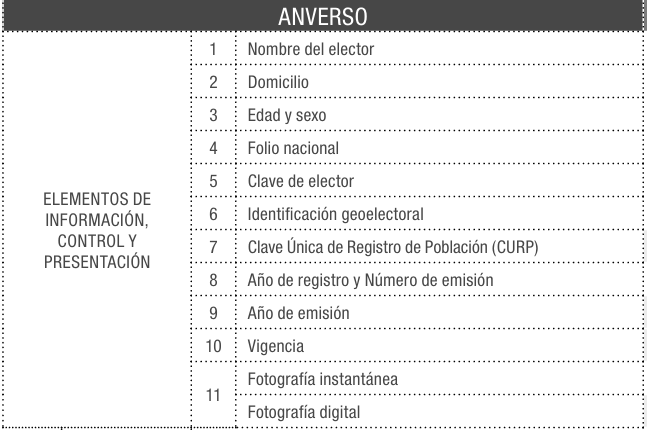 ANVERSO
ELEMENTOS DE
INFORMACIÓN,
CONTROL Y
PRESENTACIÓN
1 Nombre del elector
2 Domicilio
3 Edad y sexo
4 Folio nacional
5 Clave de elector
6 Identificación geoelectoral
7 Clave Única de Registro de Población (CURP)
8 Año de registro y Número de emisión
9 Año de emisión
10 Vigencia
11 Fotografía instantánea
Fotografía digital